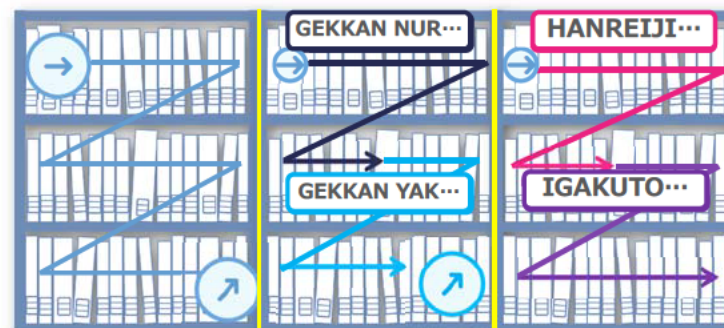 GEKKAN NUR···
HANREIJI···
GEKKAN YAK···
IGAKUTO···